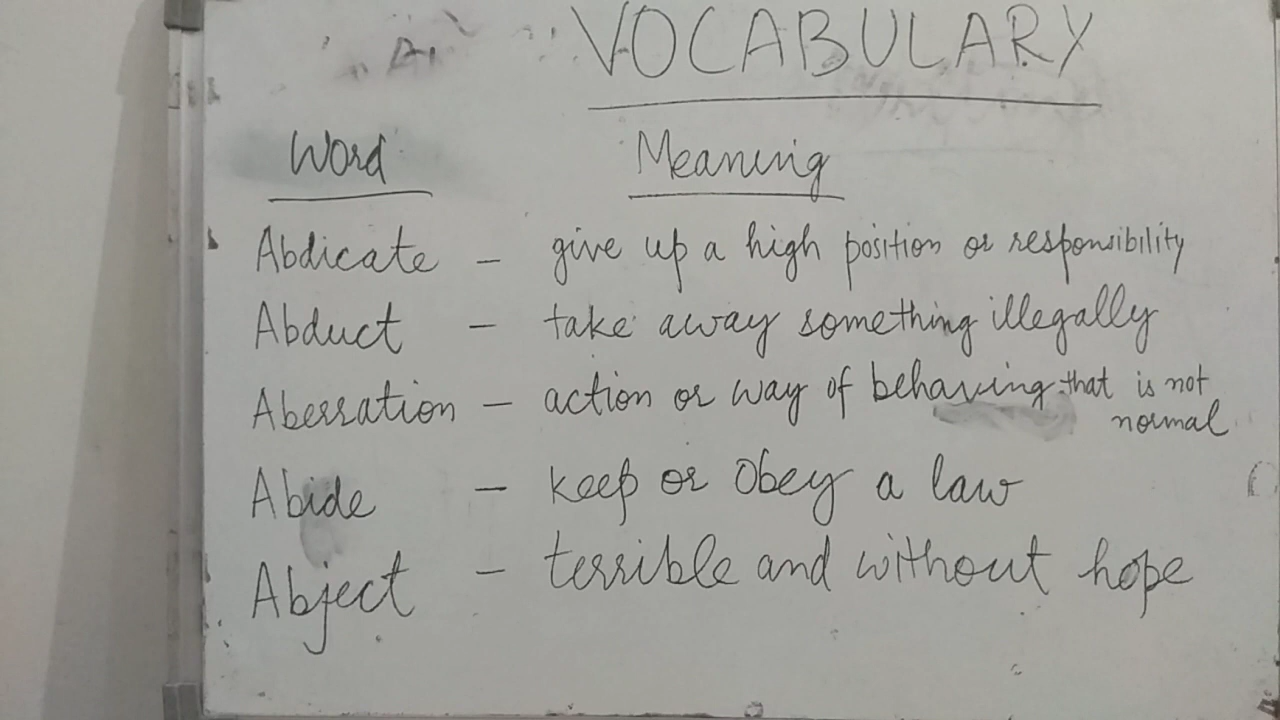 VOCABULARY
Word Meaning
Abdicate – give up a high position or responsibility
Abduct – take away something illegally
Aberration – action or way of behaving that is not
normal
Abide – keep or obey a law
Abject – terrible and without hope